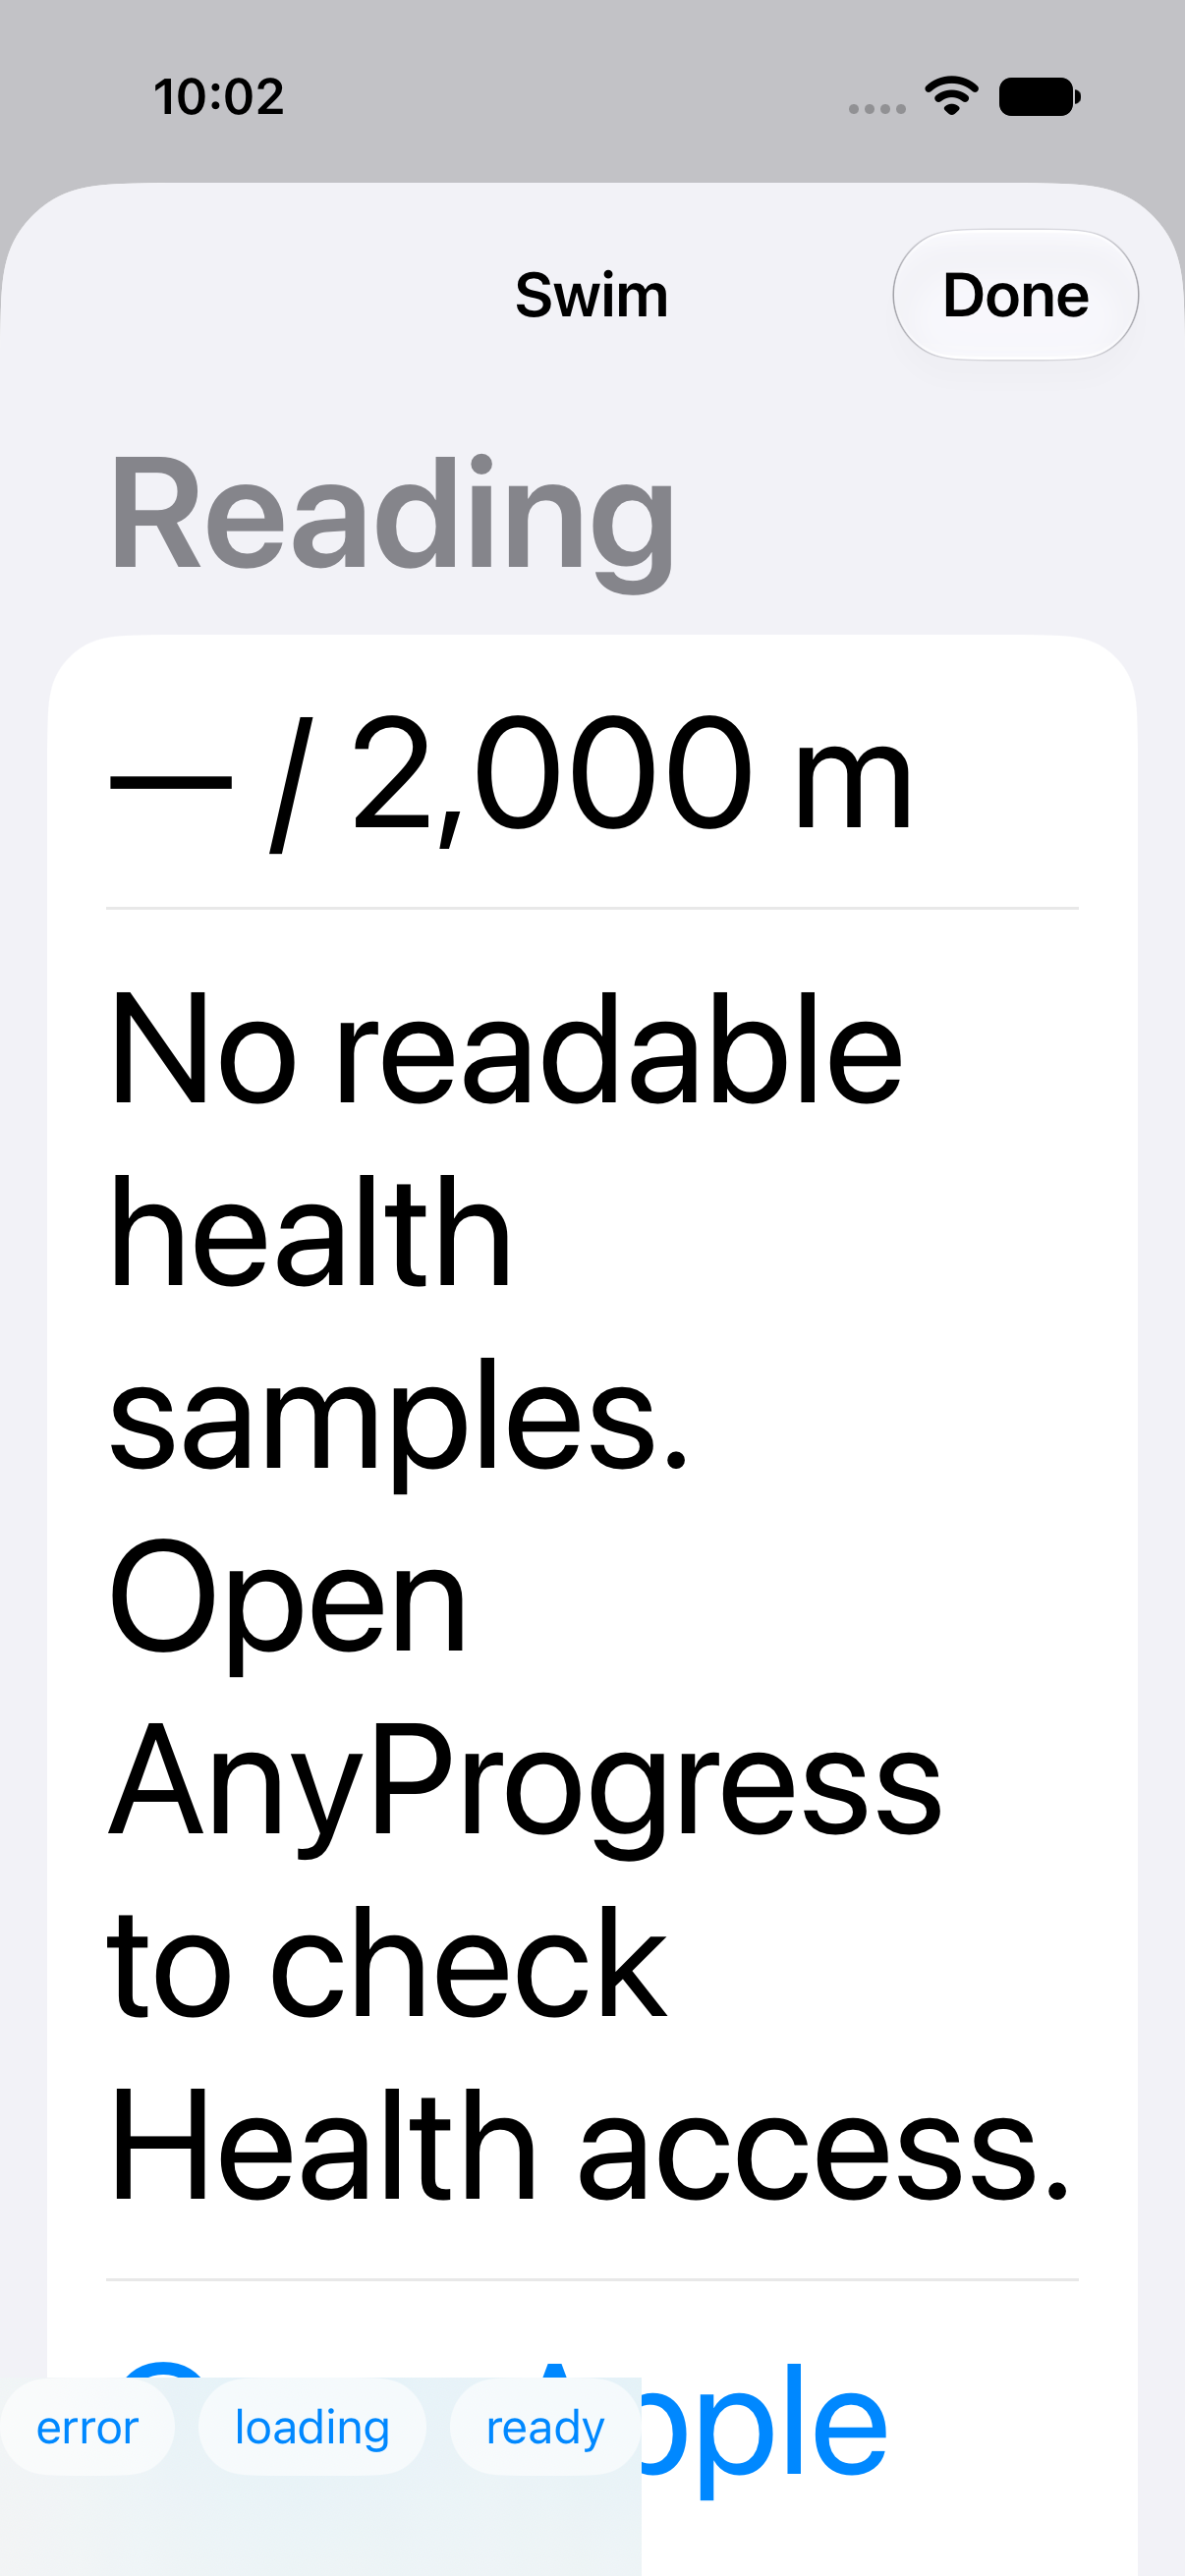 10:02
Swim
Done
Reading
— / 2,000 m
No readable
health
samples.
Open
AnyProgress
to check
Health access.
pple
error
loading
ready